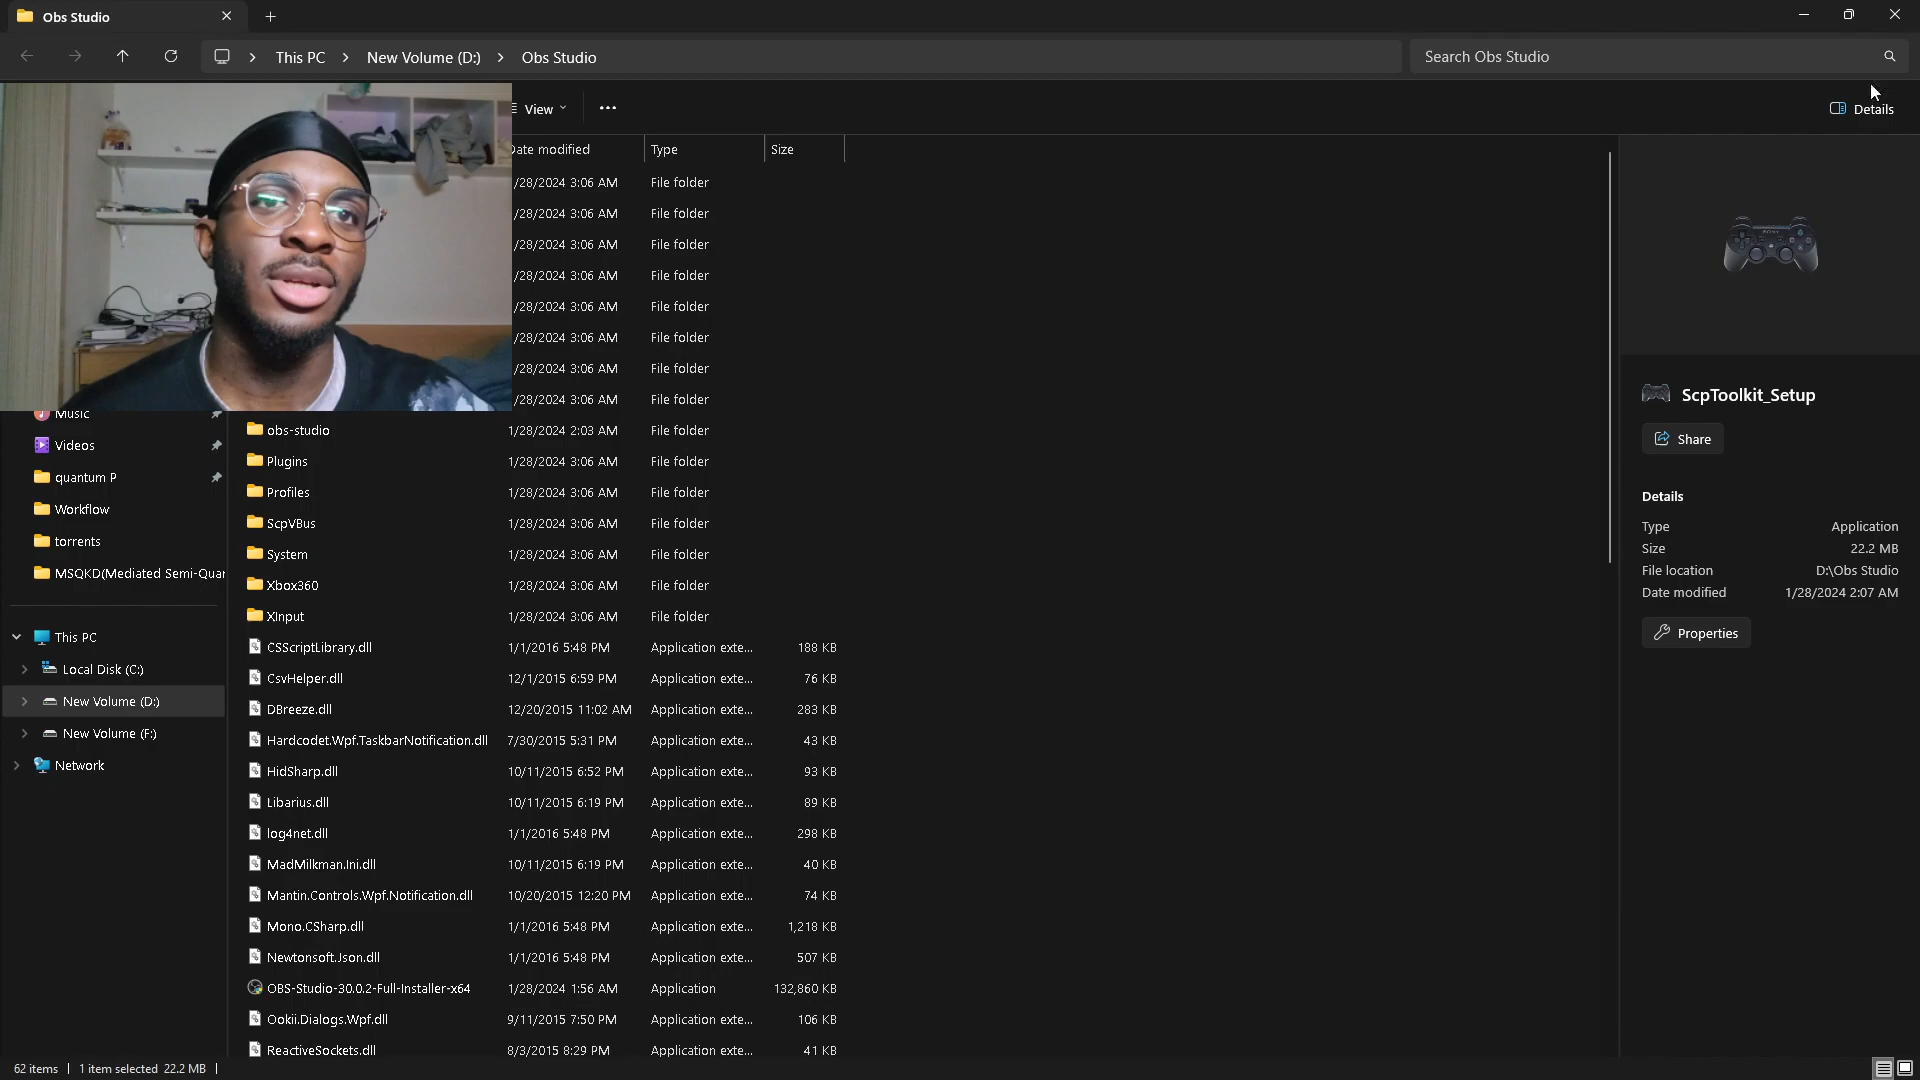 Obs Studio
This PC > New Volume (D:) > Obs Studio
Search Obs Studio
View
Details
Date modified Type Size
/28/2024 3:06 AM File folder
/28/2024 3:06 AM File folder
/28/2024 3:06 AM File folder
/28/2024 3:06 AM File folder
/28/2024 3:06 AM File folder
/28/2024 3:06 AM File folder
/28/2024 3:06 AM File folder
/28/2024 3:06 AM File folder
obs-studio 1/28/2024 2:03 AM File folder
Plugins 1/28/2024 3:06 AM File folder
Profiles 1/28/2024 3:06 AM File folder
ScpVBus 1/28/2024 3:06 AM File folder
System 1/28/2024 3:06 AM File folder
Xbox360 1/28/2024 3:06 AM File folder
XInput 1/28/2024 3:06 AM File folder
CSScriptLibrary.dll 1/1/2016 5:48 PM Application exte... 188 KB
CsvHelper.dll 12/1/2015 6:59 PM Application exte... 76 KB
DBreeze.dll 12/20/2015 11:02 AM Application exte... 283 KB
Hardcodet.Wpf.TaskbarNotification.dll 7/30/2015 5:31 PM Application exte... 43 KB
HidSharp.dll 10/11/2015 6:52 PM Application exte... 93 KB
Libarius.dll 10/11/2015 6:19 PM Application exte... 89 KB
log4net.dll 1/1/2016 5:48 PM Application exte... 298 KB
MadMilkman.Ini.dll 10/11/2015 6:19 PM Application exte... 40 KB
Mantin.Controls.Wpf.Notification.dll 10/20/2015 12:20 PM Application exte... 74 KB
Mono.CSharp.dll 1/1/2016 5:48 PM Application exte... 1,218 KB
Newtonsoft.Json.dll 1/1/2016 5:48 PM Application exte... 507 KB
OBS-Studio-30.0.2-Full-Installer-x64 1/28/2024 1:56 AM Application 132,860 KB
Ookii.Dialogs.Wpf.dll 9/11/2015 7:50 PM Application exte... 106 KB
ReactiveSockets.dll 8/3/2015 8:29 PM Application exte... 41 KB
Music
Videos
quantum P
Workflow
torrents
MSQKD(Mediated Semi-Quar
This PC
Local Disk (C:)
New Volume (D:)
New Volume (F:)
Network
ScpToolkit_Setup
Share
Details
Type Application
Size 22.2 MB
File location D:\Obs Studio
Date modified 1/28/2024 2:07 AM
Properties
62 items | 1 item selected 22.2 MB |